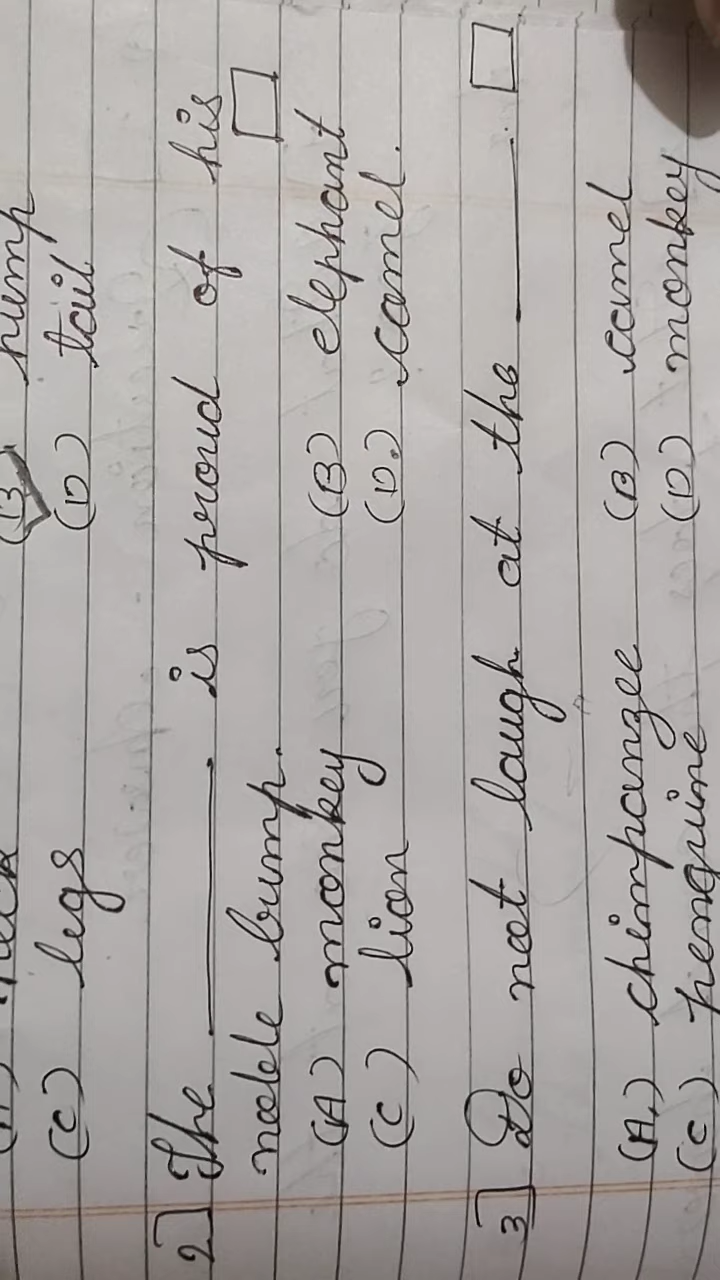 (B) hump
(C) legs (D) tail
2] The ______ is proud of his
noble bump.
(A) monkey (B) elephant
(C) lion (D.) camel.
3] Do not laugh at the ______.
(A.) chimpanzee (B) camel
(C) penguine (D.) monkey